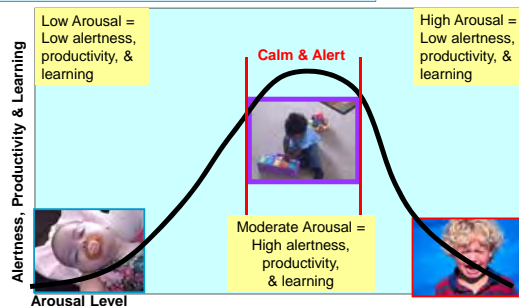 Low Arousal =
Low alertness,
productivity, &
learning
Calm & Alert
High Arousal =
Low alertness,
productivity, &
learning
Alertness, Productivity & Learning
Moderate Arousal =
High alertness,
productivity,
& learning
Arousal Level